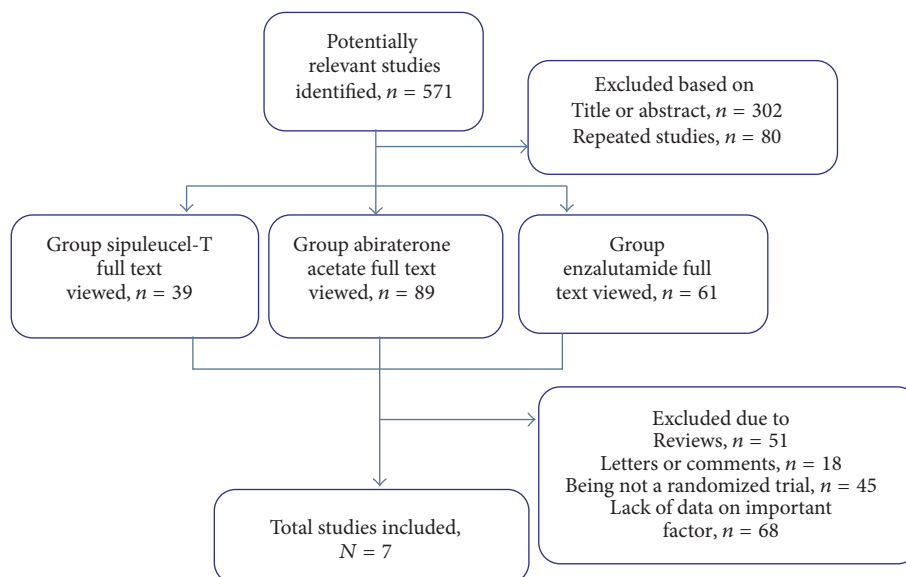 Potentially
relevant studies
identified, n = 571
Excluded based on
Title or abstract, n = 302
Repeated studies, n = 80
Group sipuleucel-T
full text
viewed, n = 39
Group abiraterone
acetate full text
viewed, n = 89
Group
enzalutamide full
text viewed, n = 61
Excluded due to
Reviews, n = 51
Letters or comments, n = 18
Being not a randomized trial, n = 45
Lack of data on important
factor, n = 68
Total studies included,
N = 7